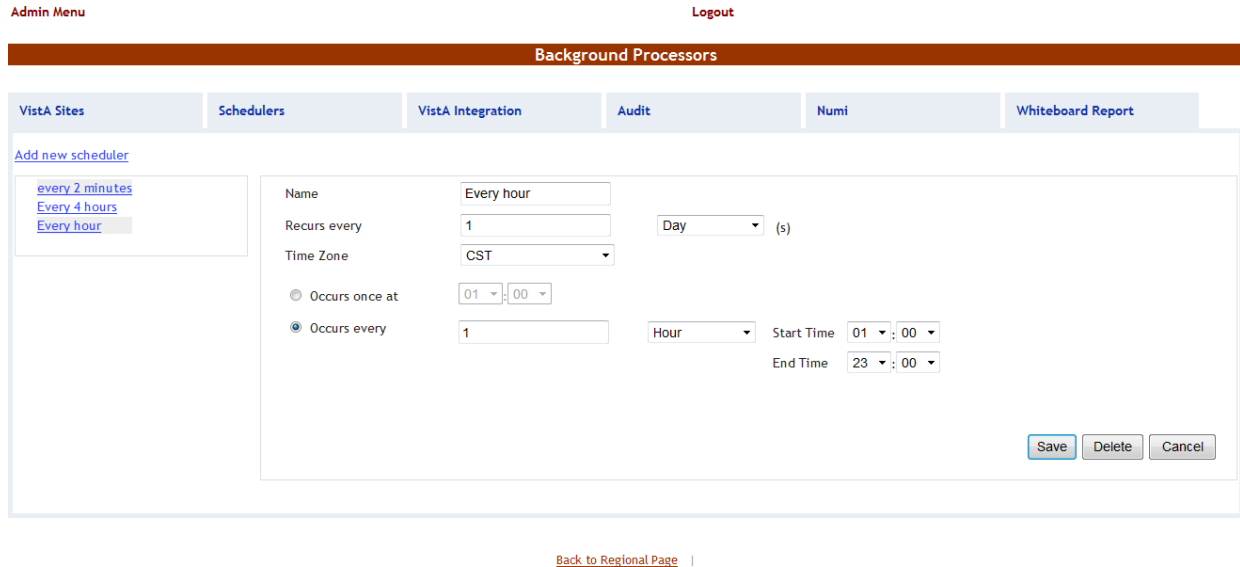 Admin Menu Logout
Background Processors
VistA Sites Schedulers VistA Integration Audit Numi Whiteboard Report
Add new scheduler
every 2 minutes
Every 4 hours
Every hour
Name Every hour
Recurs every 1 Day (s)
Time Zone CST
Occurs once at 01 : 00
Occurs every 1 Hour Start Time 01 : 00
End Time 23 : 00
Save Delete Cancel
Back to Regional Page |